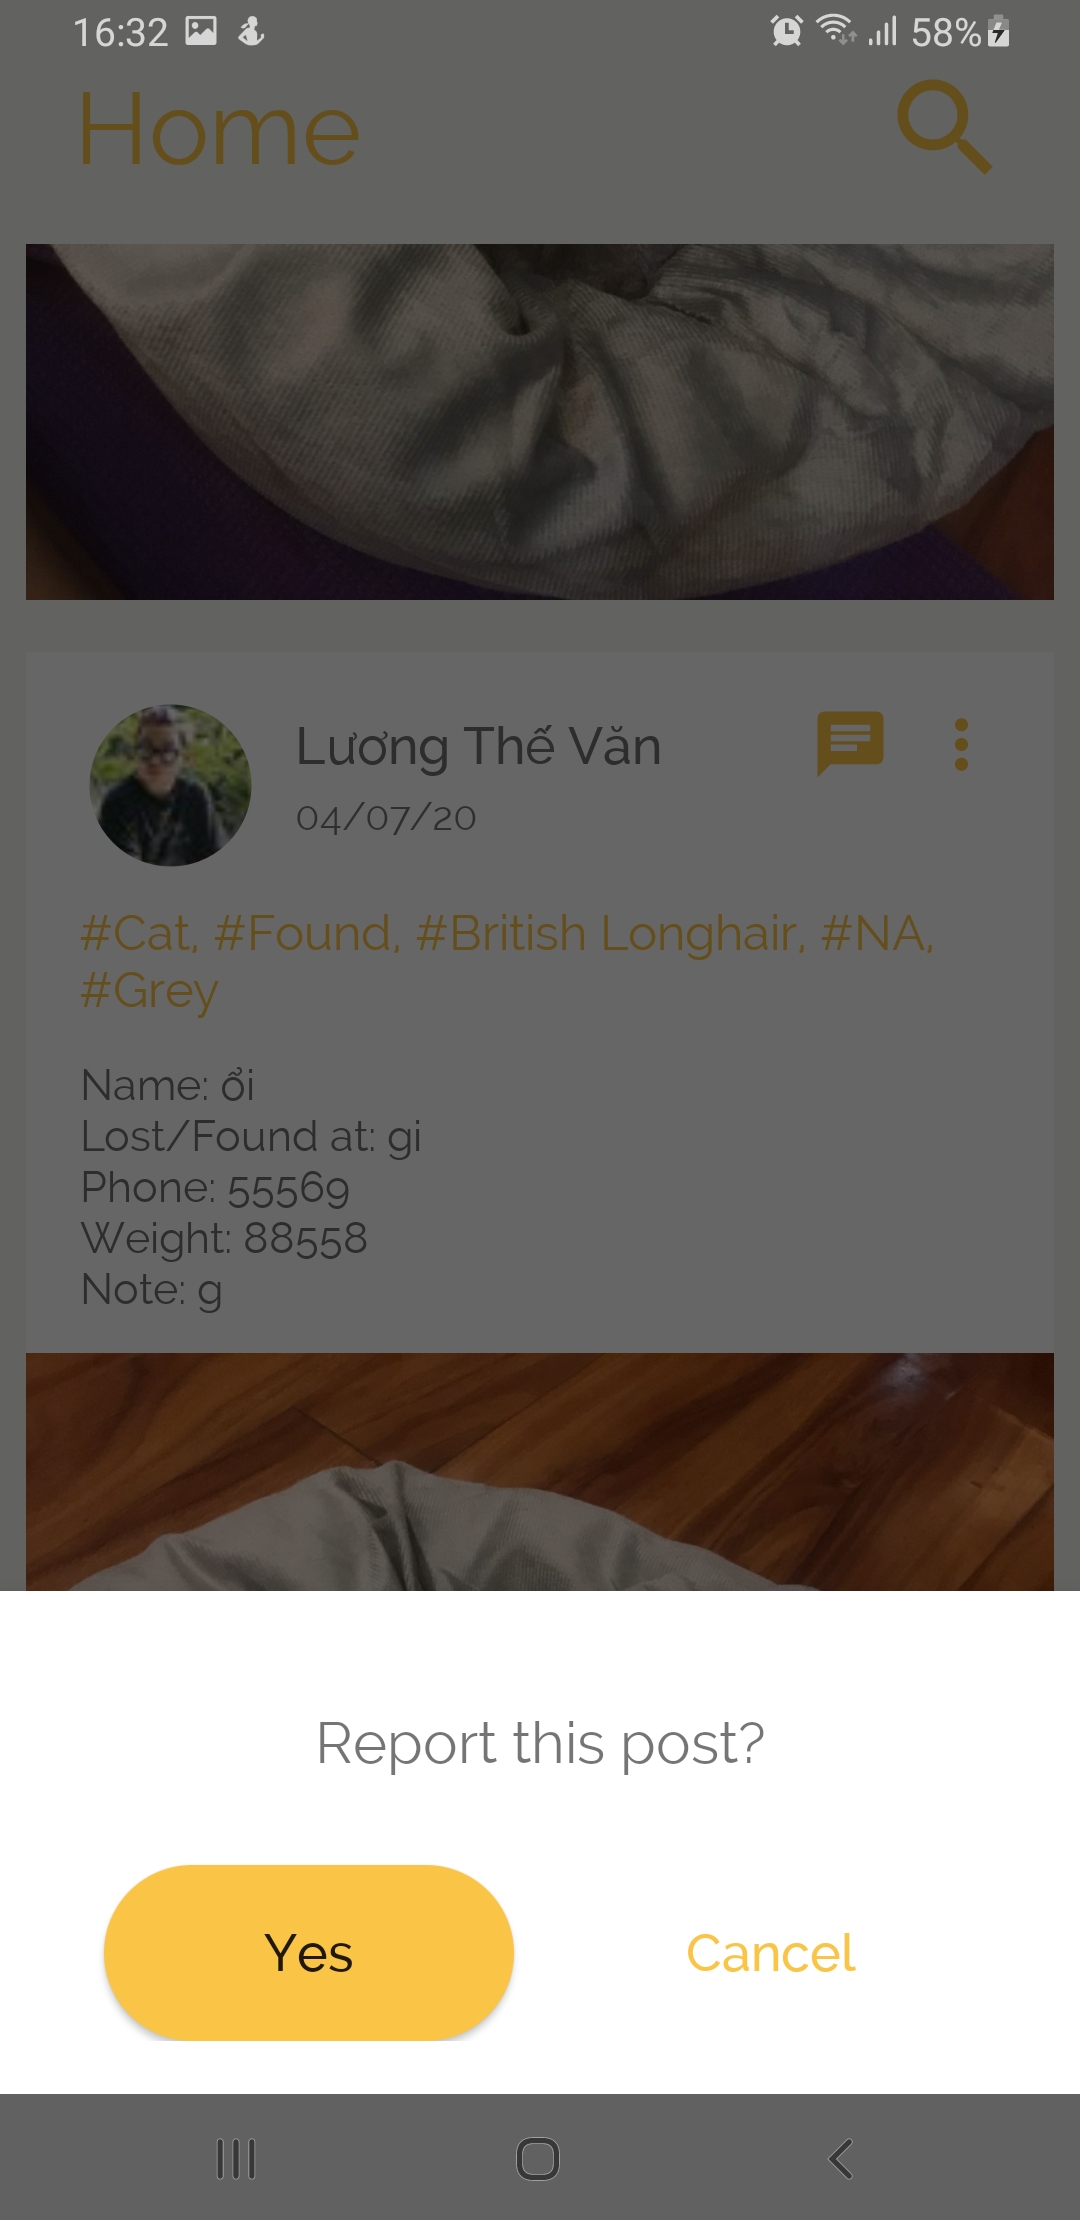 16:32 58%
Home
Lương Thế Văn
04/07/20
#Cat, #Found, #British Longhair, #NA,
#Grey
Name: ổi
Lost/Found at: gi
Phone: 55569
Weight: 88558
Note: g
Report this post?
Yes Cancel